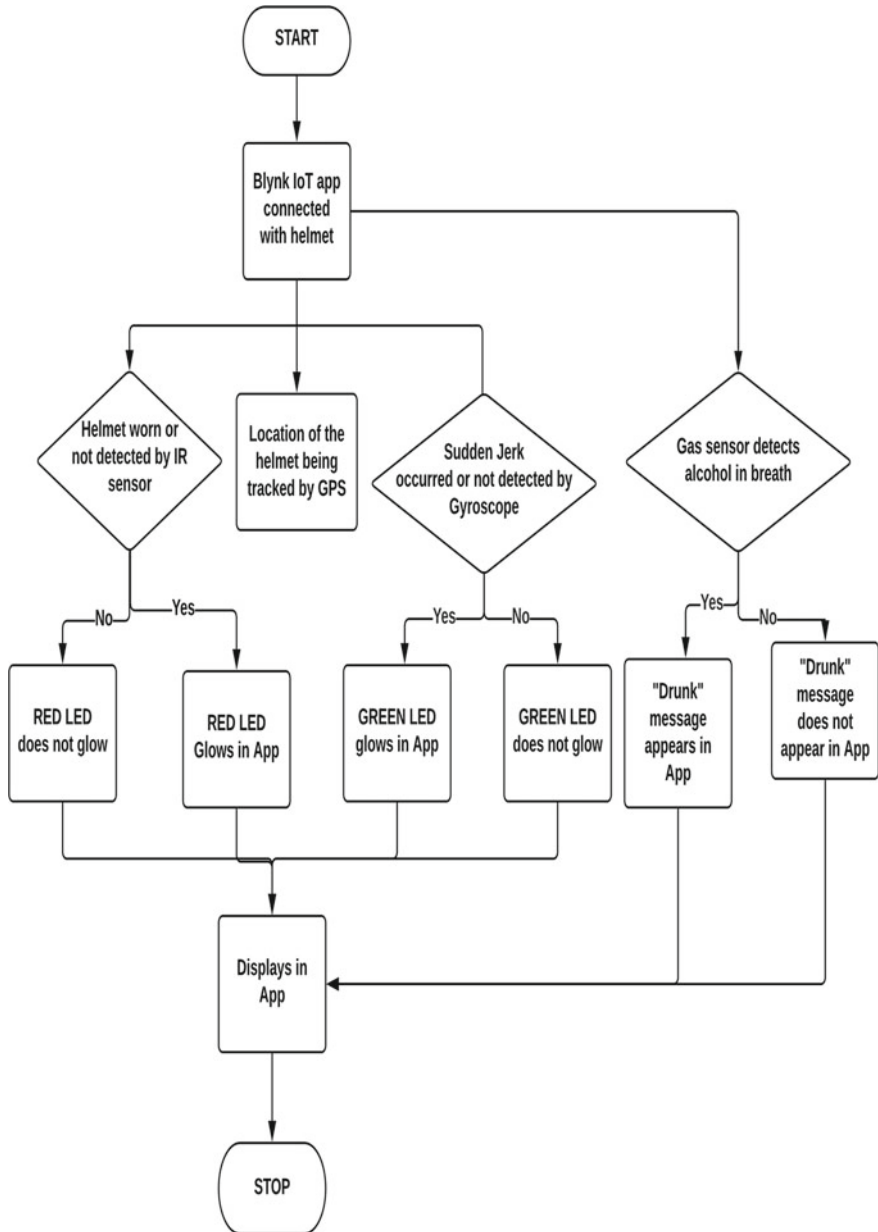 START
Blynk IoT app
connected
with helmet
Helmet worn or
not detected by IR
sensor
Location of the
helmet being
tracked by GPS
Sudden Jerk
occurred or not detected by
Gyroscope
Gas sensor detects
alcohol in breath
No
Yes
Yes
No
Yes
No
RED LED
does not glow
RED LED
Glows in App
GREEN LED
glows in App
GREEN LED
does not glow
"Drunk"
message
appears in
App
"Drunk"
message
does not
appear in App
Displays in
App
STOP